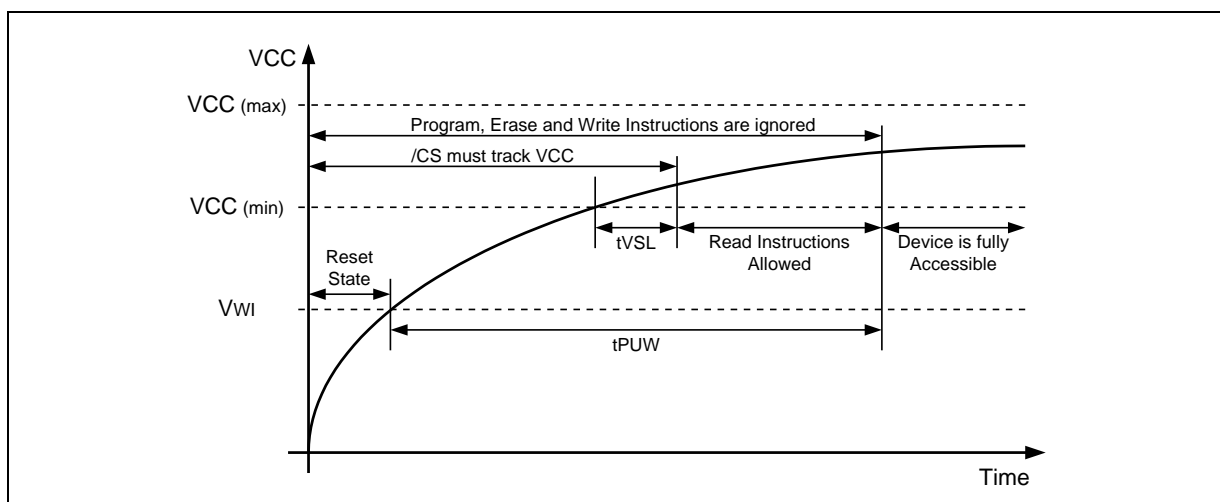 VCC
VCC (max)
Program, Erase and Write Instructions are ignored
/CS must track VCC
VCC (min)
tVSL
Read Instructions
Allowed
Device is fully
Accessible
Reset
State
VWI
tPUW
Time